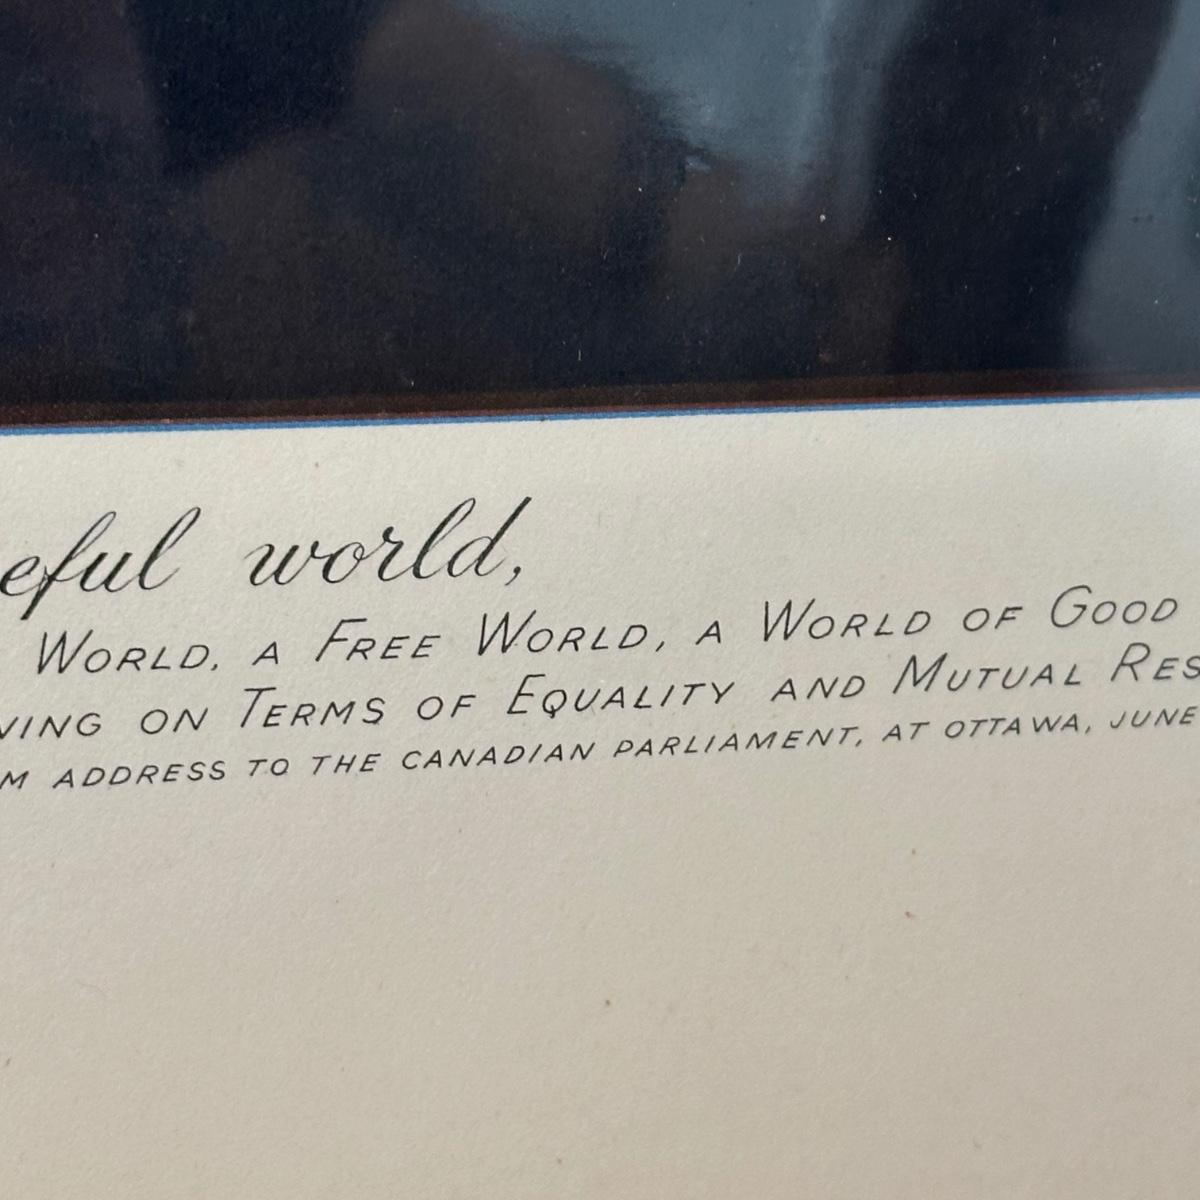 eful world,
WORLD, A FREE WORLD, A WORLD OF GOOD
VING ON TERMS OF EQUALITY AND MUTUAL RES
M ADDRESS TO THE CANADIAN PARLIAMENT, AT OTTAWA, JUNE